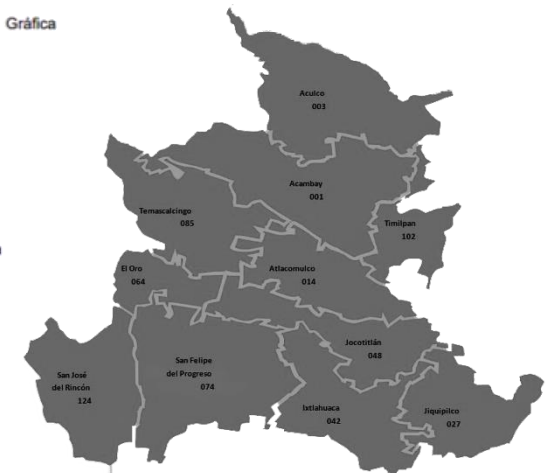 Gráfica
Aculco
003
Acambay
001
Temascalcingo
085
Timilpan
102
El Oro
064
Atlacomulco
014
Jocotitlán
048
San Felipe
del Progreso
074
San José
del Rincón
124
Ixtlahuaca
042
Jiquipilco
027